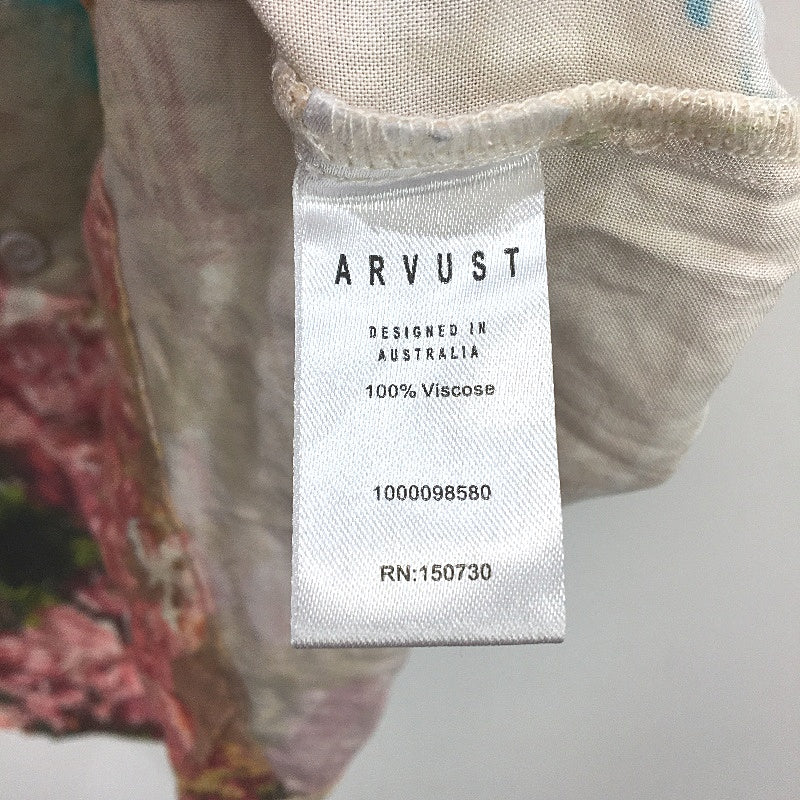 ARVUST
DESIGNED IN
AUSTRALIA
100% Viscose
1000098580
RN:150730